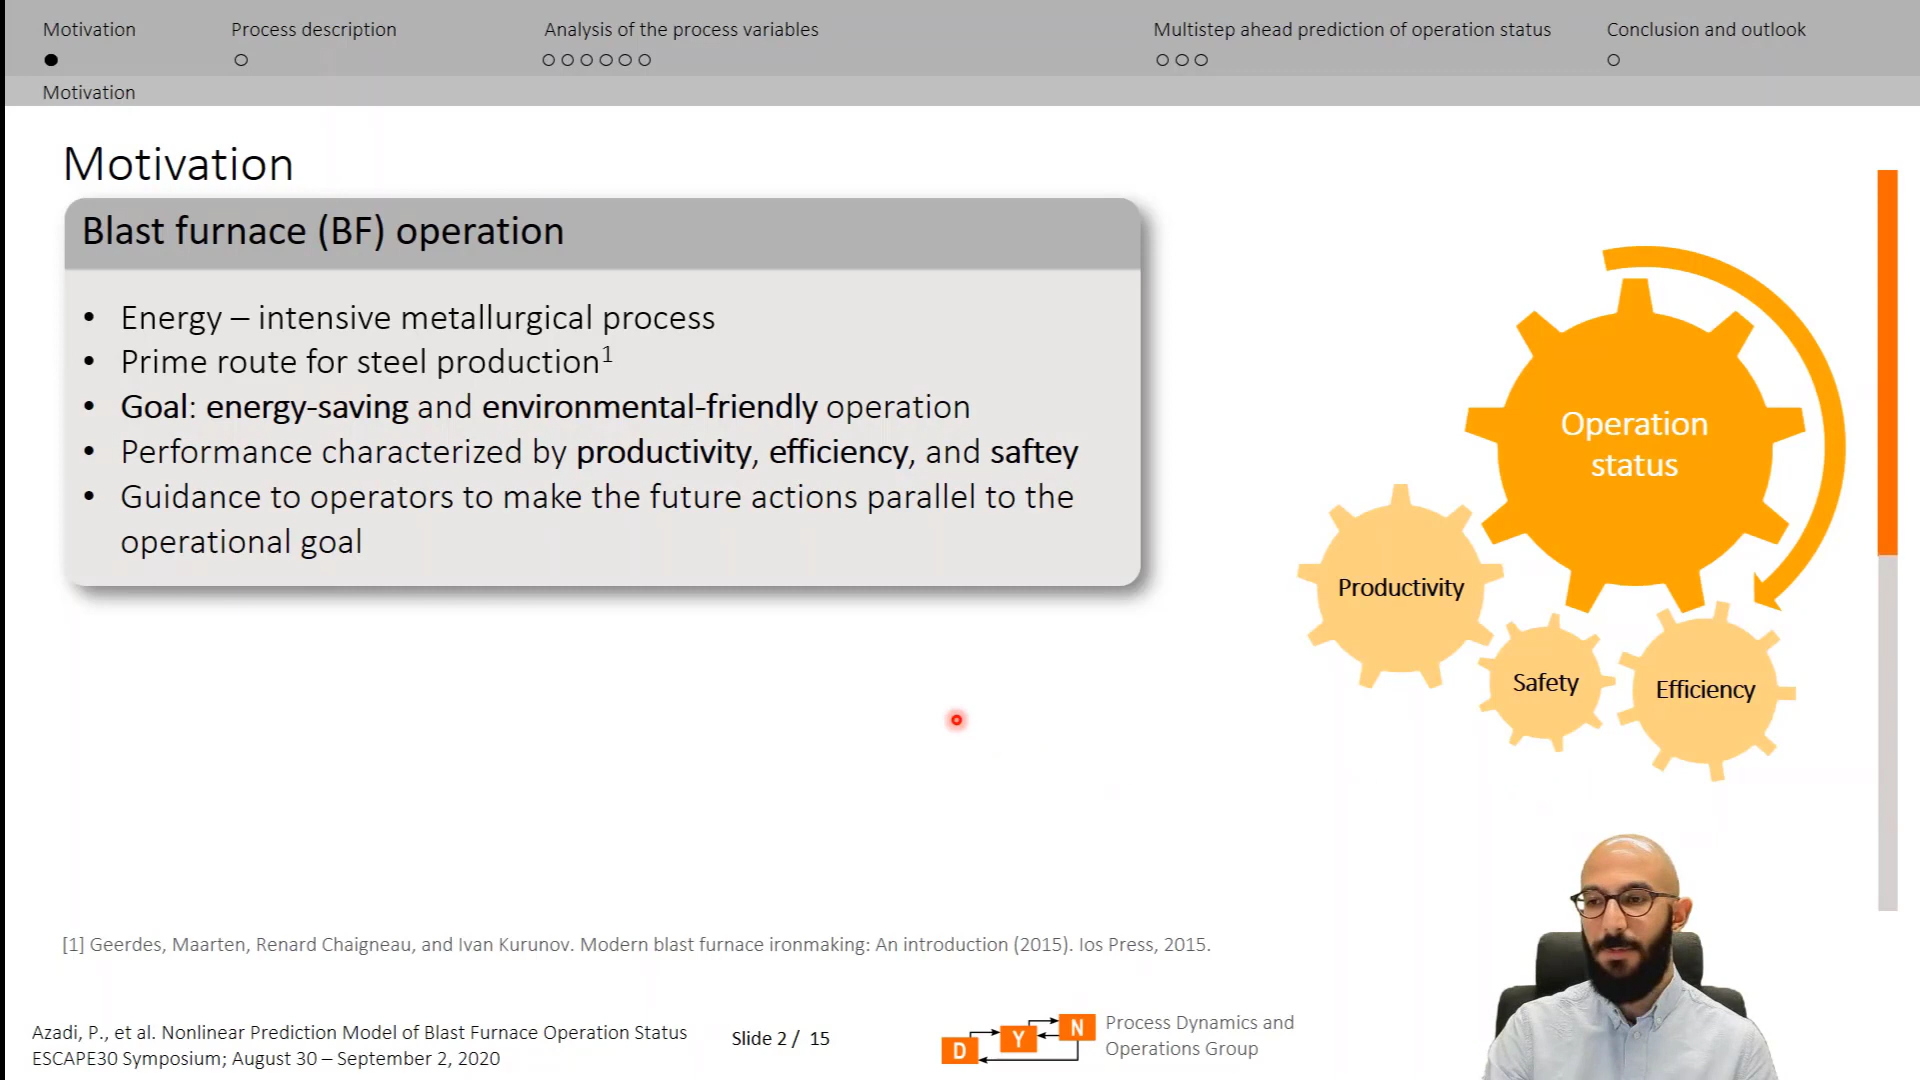 Motivation
Process description
Analysis of the process variables
Multistep ahead prediction of operation status
Conclusion and outlook
Motivation
Motivation
Blast furnace (BF) operation
• Energy – intensive metallurgical process
• Prime route for steel production1
• Goal: energy-saving and environmental-friendly operation
• Performance characterized by productivity, efficiency, and saftey
• Guidance to operators to make the future actions parallel to the
operational goal
Operation
status
Productivity
Safety
Efficiency
[1] Geerdes, Maarten, Renard Chaigneau, and Ivan Kurunov. Modern blast furnace ironmaking: An introduction (2015). Ios Press, 2015.
Azadi, P., et al. Nonlinear Prediction Model of Blast Furnace Operation Status
ESCAPE30 Symposium; August 30 – September 2, 2020
Slide 2 / 15
D Y N
Process Dynamics and
Operations Group